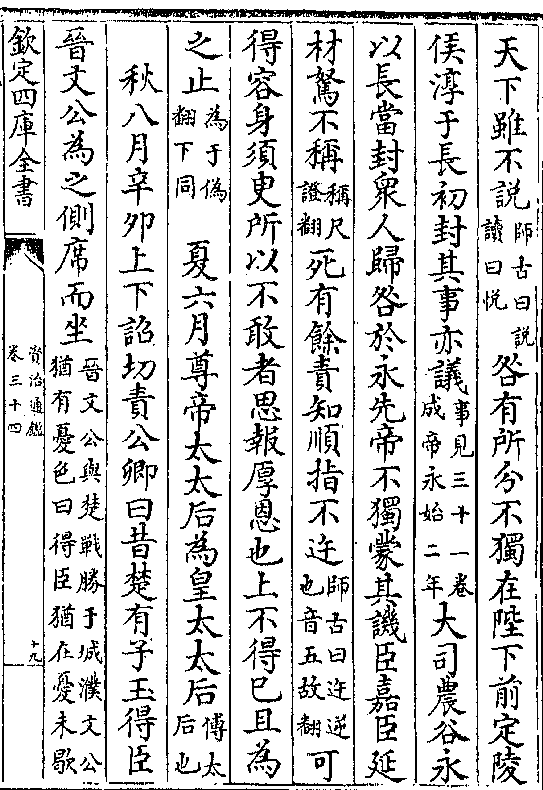 天下雖不說師古曰說讀曰悅咎有所分不獨在陛下前定陵
侯淳于長初封其事亦議事見三十一卷成帝永始二年大司農谷永
以長當封衆人歸咎於永先帝不獨蒙其譏臣嘉臣延
材駑不稱稱尺證翻死有餘責知順指不迕師古曰迕逆也音五故翻可
得容身須臾所以不敢者思報厚恩也上不得已且為
之止為于偽翻下同 夏六月尊帝太太后為皇太太后傅太后也
秋八月辛卯上下詔切責公卿曰昔楚有子玉得臣
晉文公為之側席而坐晉文公與楚戰勝于城濮文公猶有憂色曰得臣猶在憂未歇
欽定四庫全書
資治通鑑
卷三十四
十九